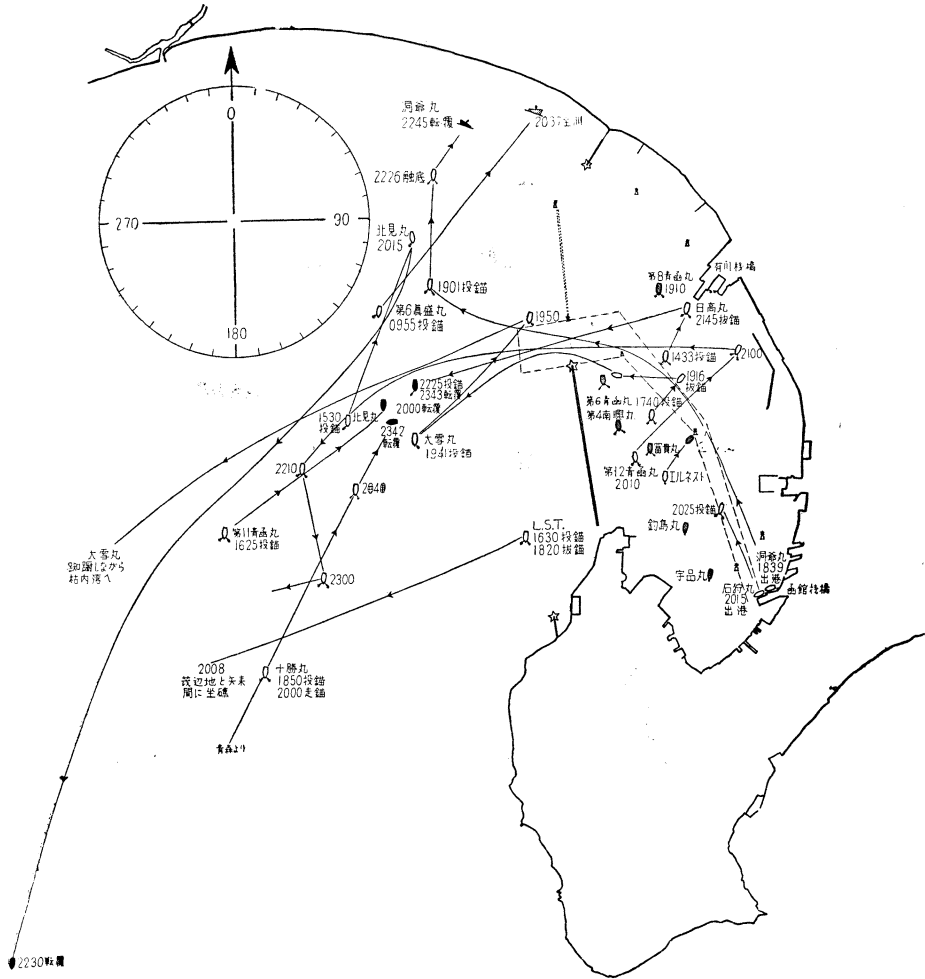 0
90
180
270
洞爺丸
2245転覆
2226触底
北見丸
2015
1901投錨
第6真盛丸
0955投錨
1950
第8青函丸
1910
有川桟橋
日高丸
2145抜錨
1433投錨
2100
1916
抜錨
2225投錨
2343転覆
2000転覆
1530
投錨
北見丸
2342
転覆
大雪丸
1941投錨
第6青函丸
1740投錨
第4南郷丸
富貴丸
第12青函丸
2010
エルネスト
2210
2040
第11青函丸
1625投錨
2025投錨
釣島丸
宇品丸
L.S.T.
1630投錨
1820抜錨
大雪丸
踟蹰しながら
2300
洞爺丸
1839
出港
石狩丸
2015
出港
函館桟橋
2008
茂辺地と矢来
間に坐礁
十勝丸
1850投錨
2000走錨
青森より
2230転覆